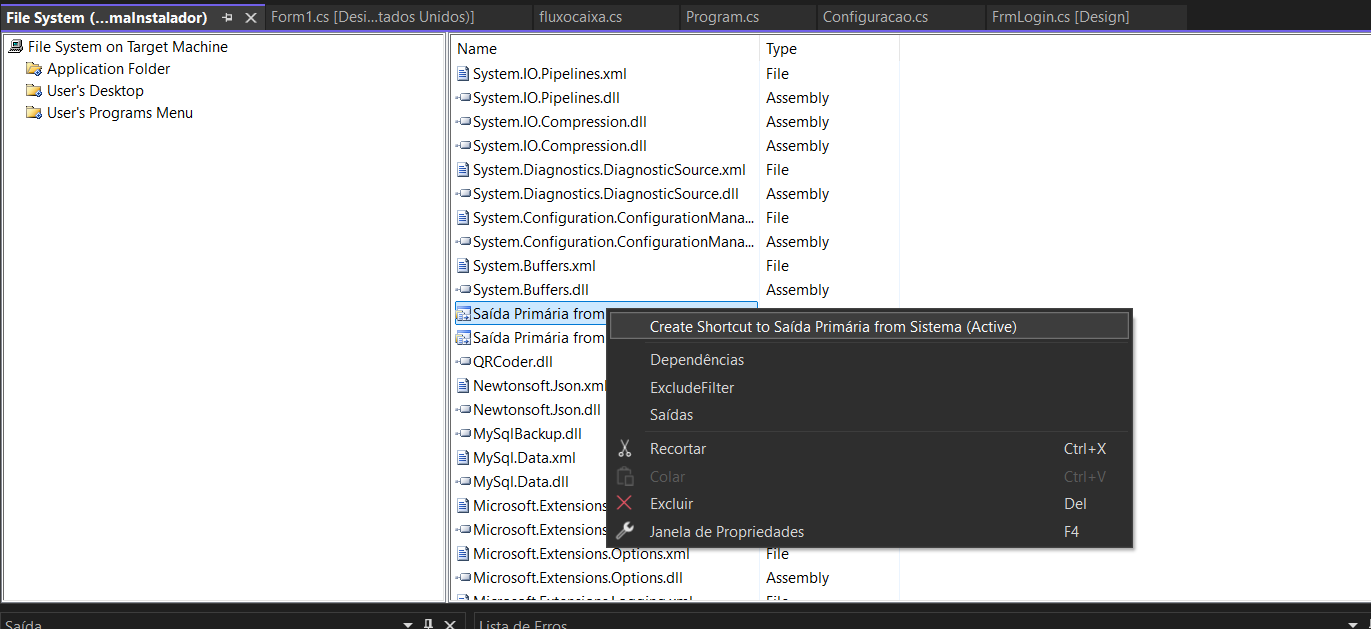 File System (...maInstalador)
Form1.cs [Desi...tados Unidos)]
fluxocaixa.cs
Program.cs
Configuracao.cs
FrmLogin.cs [Design]
File System on Target Machine
Application Folder
User's Desktop
User's Programs Menu
Name Type
System.IO.Pipelines.xml File
System.IO.Pipelines.dll Assembly
System.IO.Compression.dll Assembly
System.IO.Compression.dll Assembly
System.Diagnostics.DiagnosticSource.xml File
System.Diagnostics.DiagnosticSource.dll Assembly
System.Configuration.ConfigurationMana... File
System.Configuration.ConfigurationMana... Assembly
System.Buffers.xml File
System.Buffers.dll Assembly
Saída Primária from
Saída Primária from
QRCoder.dll
Newtonsoft.Json.xml
Newtonsoft.Json.dll
MySqlBackup.dll
MySql.Data.xml
MySql.Data.dll
Microsoft.Extensions
Microsoft.Extensions
Microsoft.Extensions.Options.xml File
Microsoft.Extensions.Options.dll Assembly
Microsoft.Extensions.Logging.xml File
Create Shortcut to Saída Primária from Sistema (Active)
Dependências
ExcludeFilter
Saídas
Recortar Ctrl+X
Colar Ctrl+V
Excluir Del
Janela de Propriedades F4
Saída
Lista de Erros